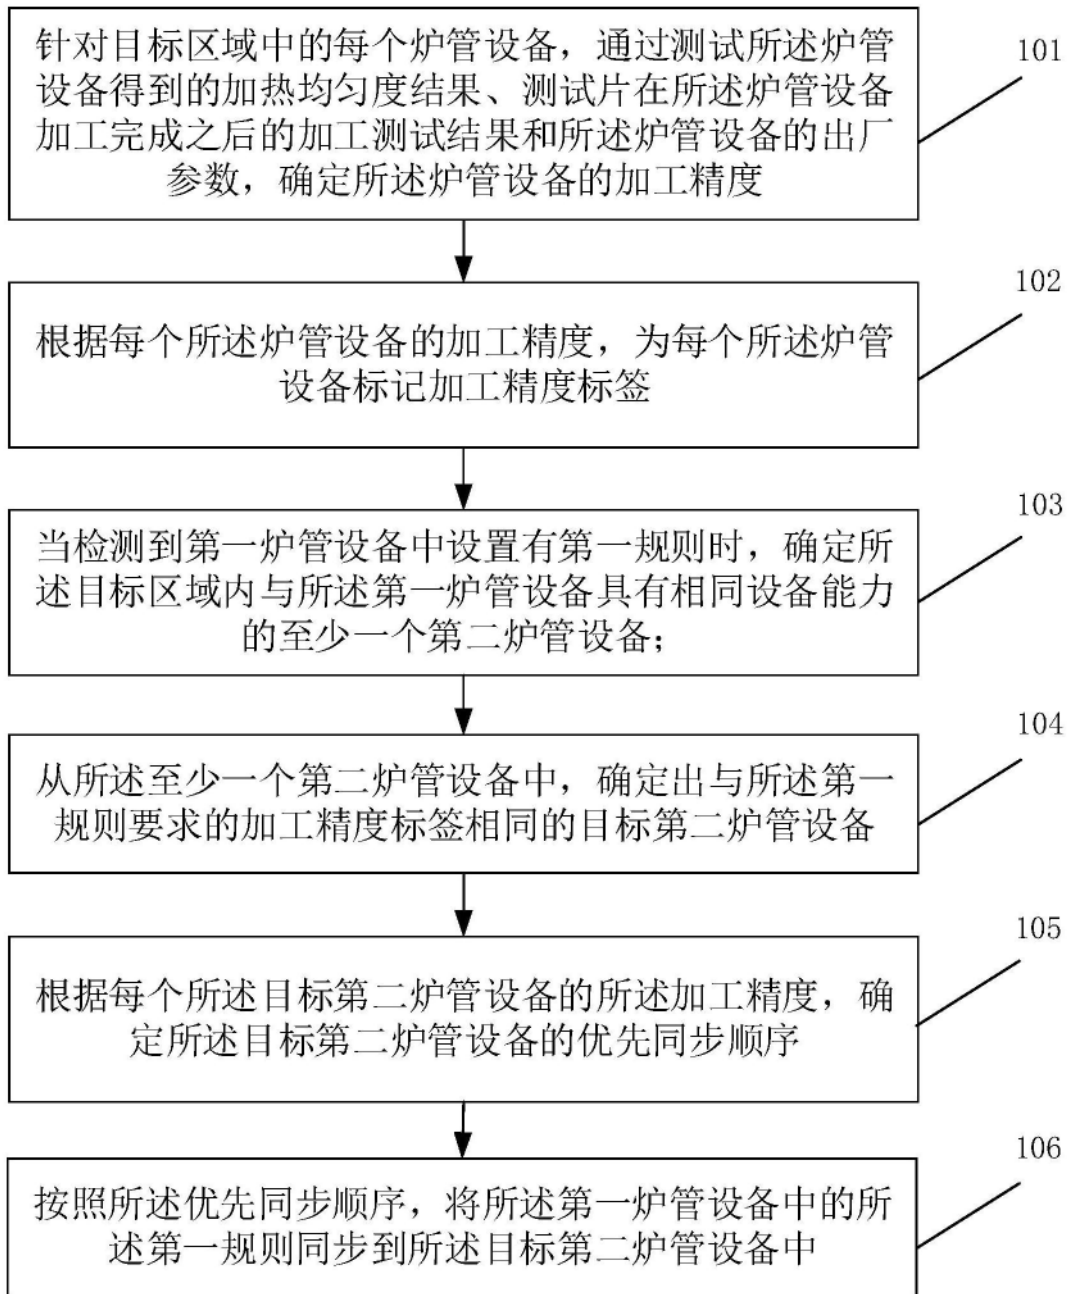 针对目标区域中的每个炉管设备，通过测试所述炉管
设备得到的加热均匀度结果、测试片在所述炉管设备
加工完成之后的加工测试结果和所述炉管设备的出厂
参数，确定所述炉管设备的加工精度
101
根据每个所述炉管设备的加工精度，为每个所述炉管
设备标记加工精度标签
102
当检测到第一炉管设备中设置有第一规则时，确定所
述目标区域内与所述第一炉管设备具有相同设备能力
的至少一个第二炉管设备；
103
从所述至少一个第二炉管设备中，确定出与所述第一
规则要求的加工精度标签相同的目标第二炉管设备
104
根据每个所述目标第二炉管设备的所述加工精度，确
定所述目标第二炉管设备的优先同步顺序
105
按照所述优先同步顺序，将所述第一炉管设备中的所
述第一规则同步到所述目标第二炉管设备中
106